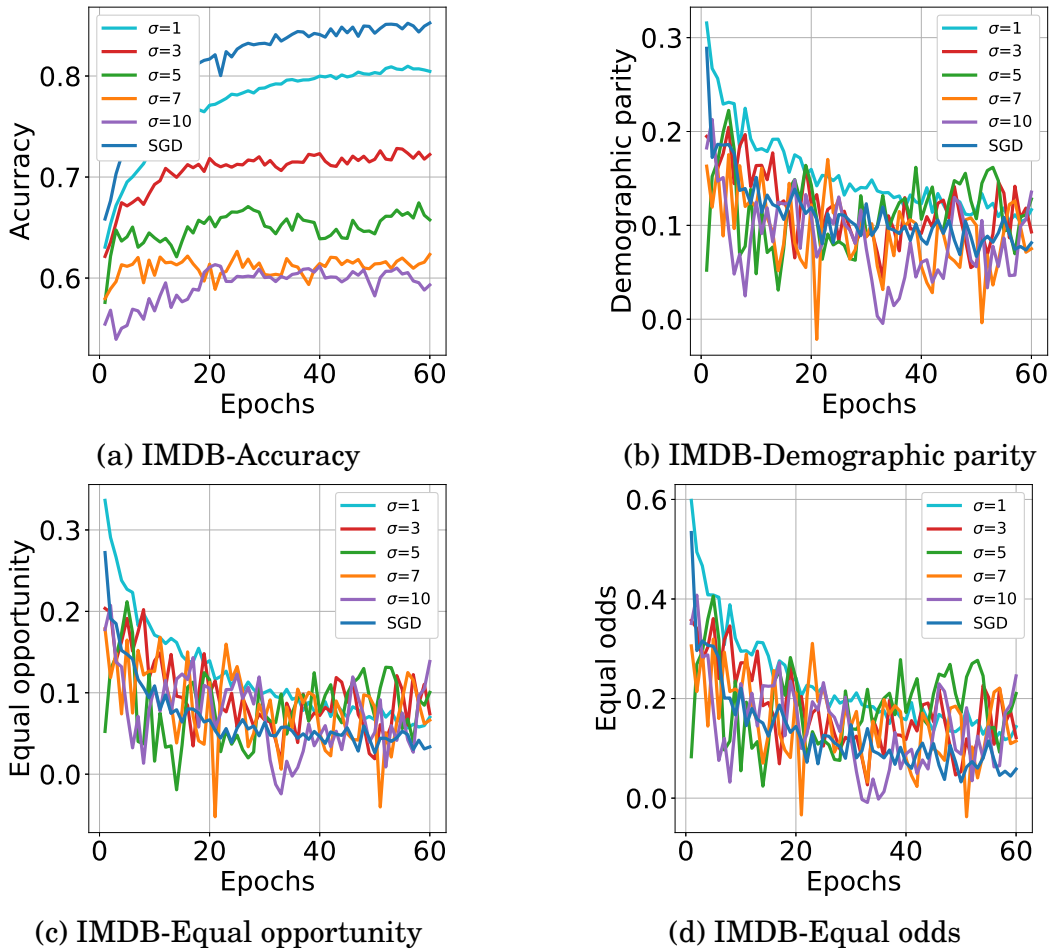 0.8
0.7
0.6
Acurracy
σ=1
σ=3
σ=5
σ=7
σ=10
SGD
0 20 40 60
Epochs
(a) IMDB-Accuracy
0.3
0.2
0.1
0.0
Demographic parity
σ=1
σ=3
σ=5
σ=7
σ=10
SGD
0 20 40 60
Epochs
(b) IMDB-Demographic parity
0.3
0.2
0.1
0.0
Equal opportunity
σ=1
σ=3
σ=5
σ=7
σ=10
SGD
0 20 40 60
Epochs
(c) IMDB-Equal opportunity
0.6
0.4
0.2
0.0
Equal odds
σ=1
σ=3
σ=5
σ=7
σ=10
SGD
0 20 40 60
Epochs
(d) IMDB-Equal odds